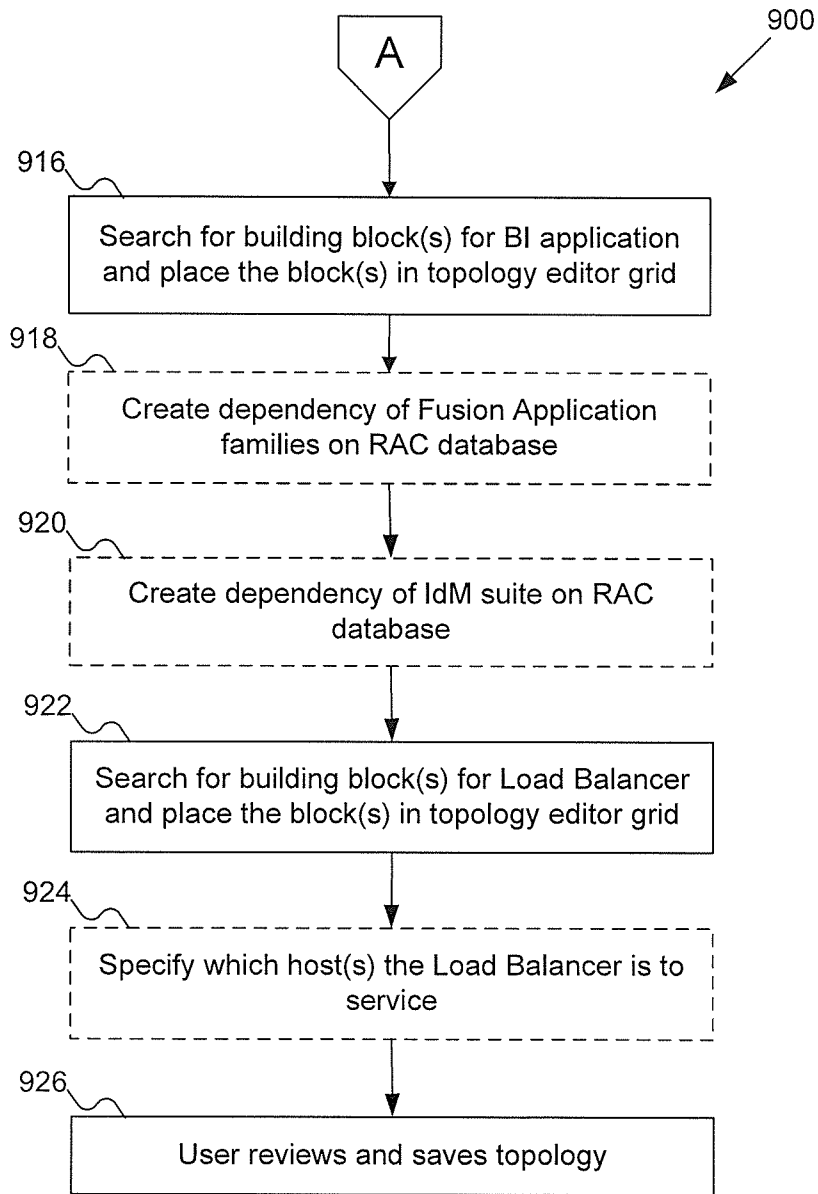 A
900
916
Search for building block(s) for BI application
and place the block(s) in topology editor grid
918
Create dependency of Fusion Application
families on RAC database
920
Create dependency of IdM suite on RAC
database
922
Search for building block(s) for Load Balancer
and place the block(s) in topology editor grid
924
Specify which host(s) the Load Balancer is to
service
926
User reviews and saves topology